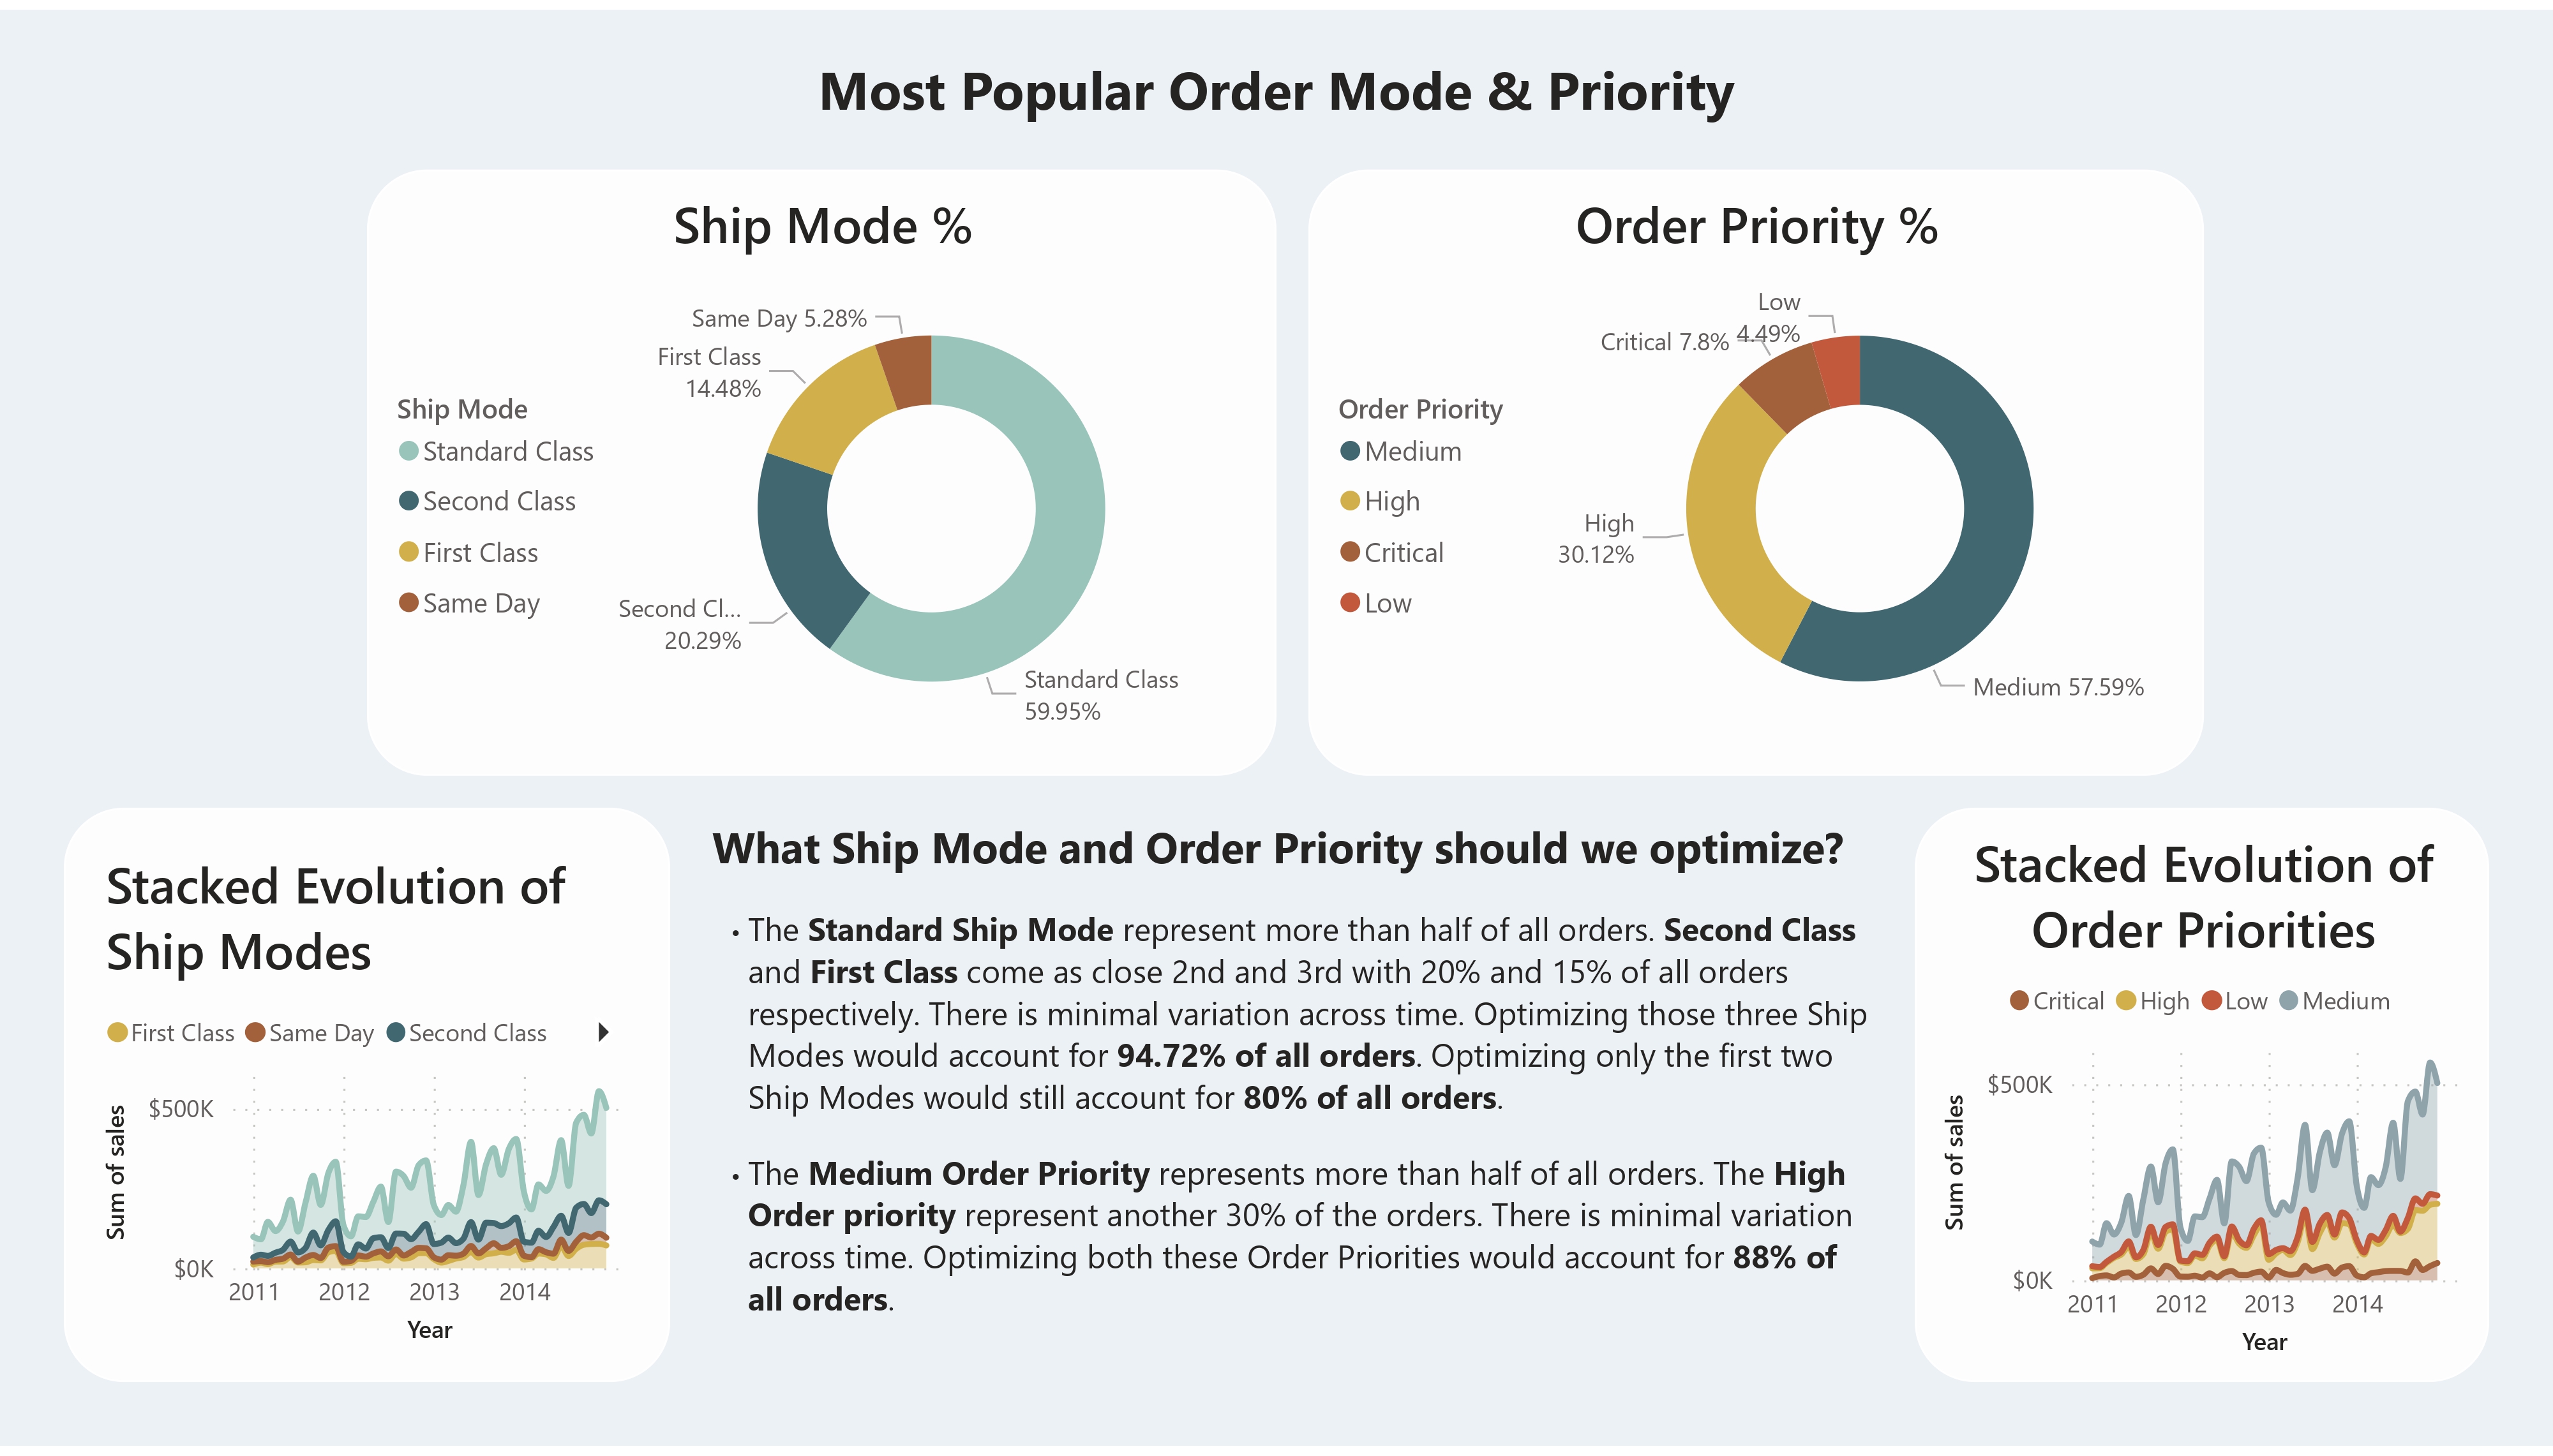 Most Popular Order Mode & Priority
Ship Mode %
Same Day 5.28%
First Class
14.48%
Ship Mode
Standard Class
Second Class
First Class
Same Day
Second Cl...
20.29%
Standard Class
59.95%
Order Priority %
Low
4.49%
Critical 7.8%
Order Priority
Medium
High
Critical
Low
High
30.12%
Medium 57.59%
Stacked Evolution of
Ship Modes
First Class Same Day Second Class
Sum of sales
$500K
$0K
2011 2012 2013 2014
Year
What Ship Mode and Order Priority should we optimize?
• The Standard Ship Mode represent more than half of all orders. Second Class
and First Class come as close 2nd and 3rd with 20% and 15% of all orders
respectively. There is minimal variation across time. Optimizing those three Ship
Modes would account for 94.72% of all orders. Optimizing only the first two
Ship Modes would still account for 80% of all orders.
• The Medium Order Priority represents more than half of all orders. The High
Order priority represent another 30% of the orders. There is minimal variation
across time. Optimizing both these Order Priorities would account for 88% of
all orders.
Stacked Evolution of
Order Priorities
Critical High Low Medium
Sum of sales
$500K
$0K
2011 2012 2013 2014
Year